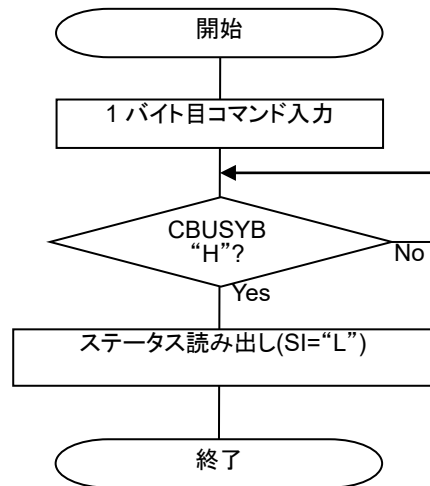 開始
1 バイト目コマンド入力
CBUSYB
“H”?
No
Yes
ステータス読み出し(SI=“L”)
終了